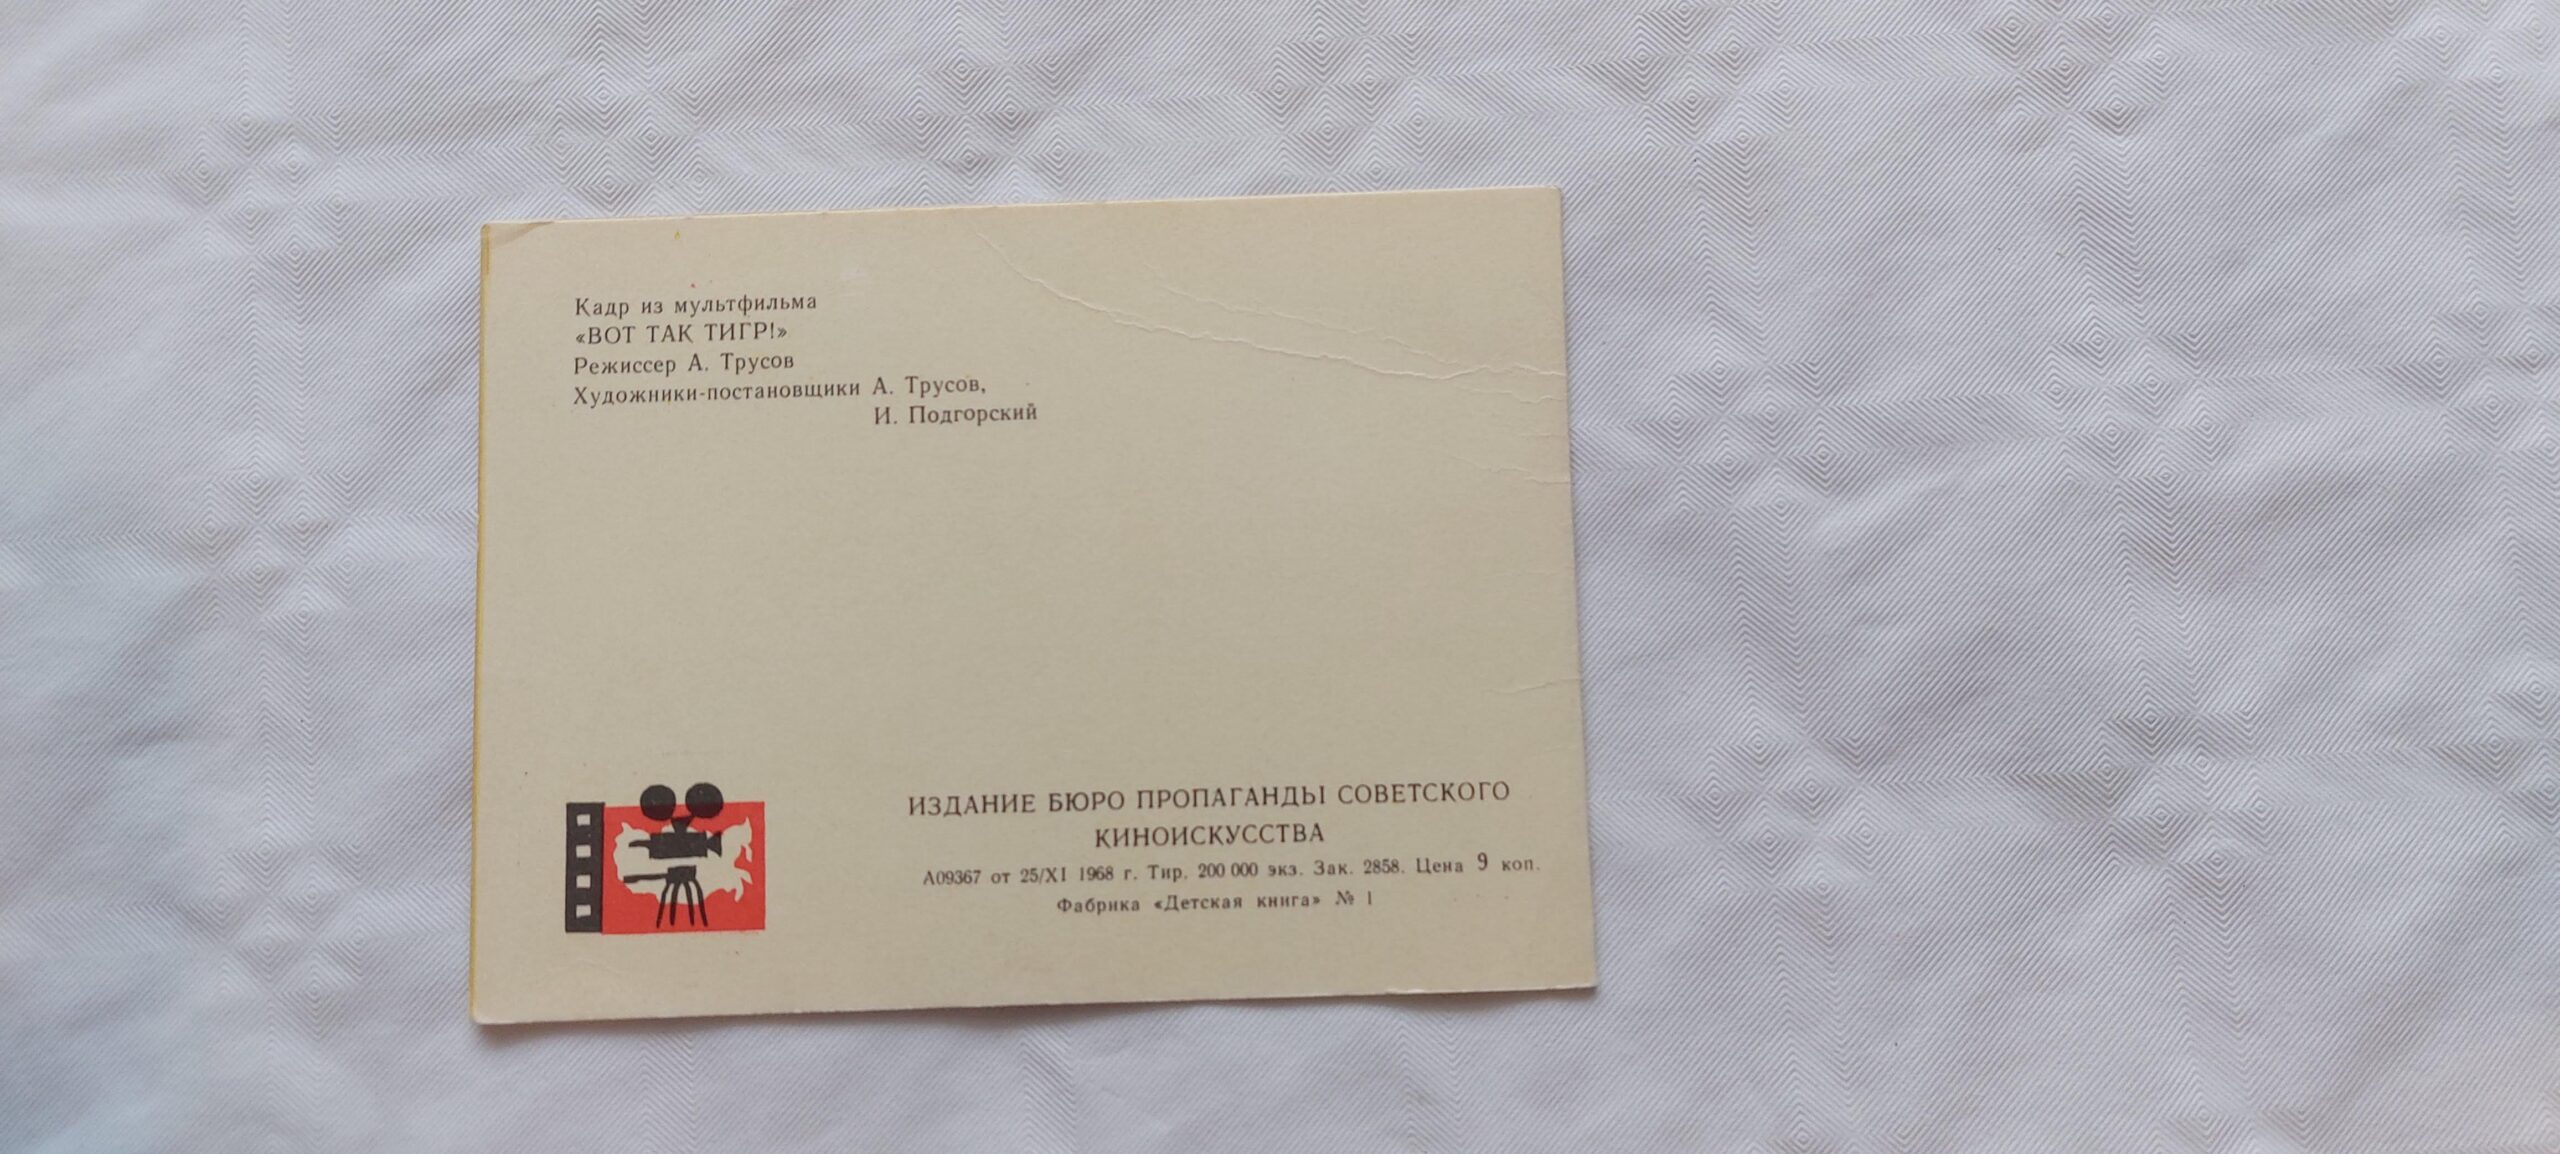 Кадр из мультфильма
«ВОТ ТАК ТИГР!»
Режиссер А. Трусов
Художники-постановщики А. Трусов,
И. Подгорский
ИЗДАНИЕ БЮРО ПРОПАГАНДЫ СОВЕТСКОГО
КИНОИСКУССТВА
А09367 от 25/XI 1968 г. Тир. 200 000 экз. Зак. 2858. Цена 9 коп.
Фабрика «Детская книга» № 1